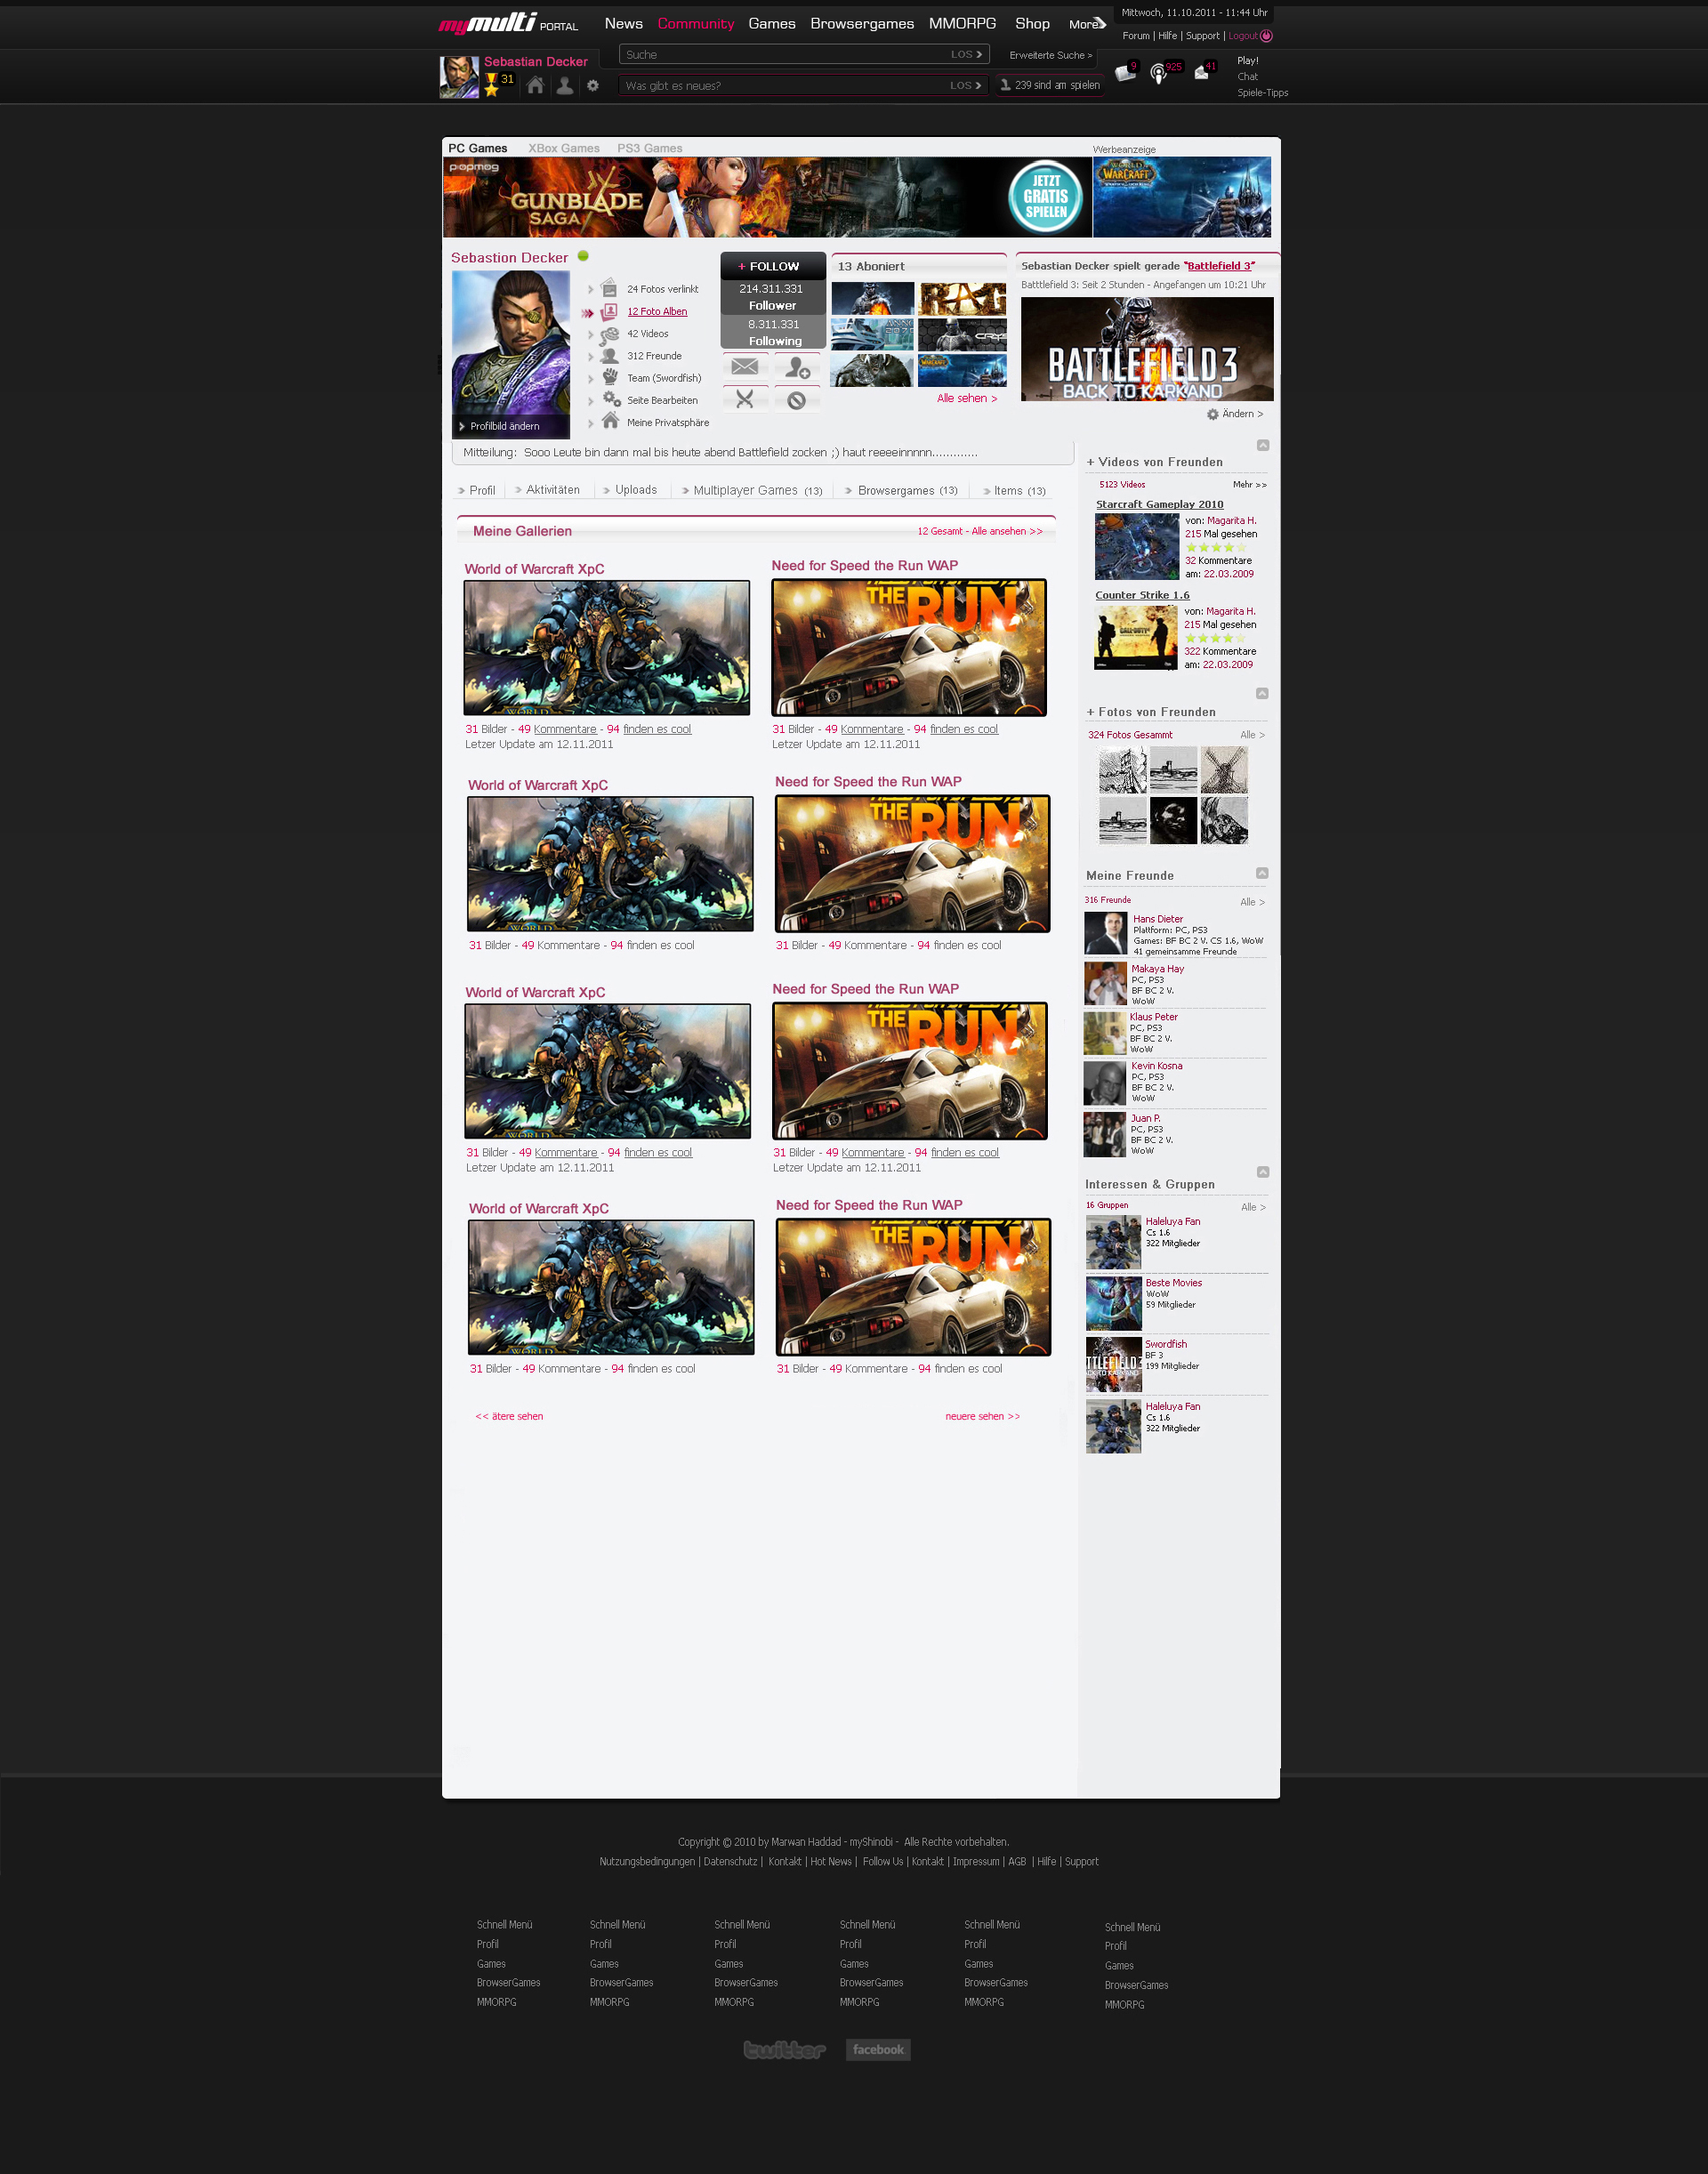 mymulti PORTAL
News Community Games Browsergames MMORPG Shop More
Mittwoch, 11.10.2011 - 11:44 Uhr
Forum | Hilfe | Support | Logout
Suche LOS
Erweiterte Suche >
Sebastian Decker
31
Was gibt es neues? LOS
239 sind am spielen
9 925 41
Play!
Chat
Spiele-Tipps
PC Games XBox Games PS3 Games
Werbeanzeige
popmog
GUNBLADE
SAGA
JETZT
GRATIS
SPIELEN
WORLD OF
WARCRAFT
Sebastion Decker
24 Fotos verlinkt
12 Foto Alben
42 Videos
312 Freunde
Team (Swordfish)
Seite Bearbeiten
Meine Privatsphäre
Profilbild ändern
+ FOLLOW
214.311.331
Follower
8.311.331
Following
13 Aboniert
Alle sehen >
Sebastian Decker spielt gerade "Battlefield 3"
Batttlefield 3: Seit 2 Stunden - Angefangen um 10:21 Uhr
BATTLEFIELD 3
BACK TO KARKAND
Ändern >
Mitteilung: Sooo Leute bin dann mal bis heute abend Battlefield zocken ;) haut reeeeinnnnn.............
Profil
Aktivitäten
Uploads
Multiplayer Games (13)
Browsergames (13)
Items (13)
Meine Gallerien
12 Gesamt - Alle ansehen >>
World of Warcraft XpC
Need for Speed the Run WAP
THE
RUN
WORLD
31 Bilder - 49 Kommentare - 94 finden es cool
Letzer Update am 12.11.2011
31 Bilder - 49 Kommentare - 94 finden es cool
Letzer Update am 12.11.2011
World of Warcraft XpC
Need for Speed the Run WAP
THE
RUN
WORLD
31 Bilder - 49 Kommentare - 94 finden es cool
31 Bilder - 49 Kommentare - 94 finden es cool
World of Warcraft XpC
Need for Speed the Run WAP
THE
RUN
WORLD
31 Bilder - 49 Kommentare - 94 finden es cool
Letzer Update am 12.11.2011
31 Bilder - 49 Kommentare - 94 finden es cool
Letzer Update am 12.11.2011
World of Warcraft XpC
Need for Speed the Run WAP
THE
RUN
WORLD
31 Bilder - 49 Kommentare - 94 finden es cool
31 Bilder - 49 Kommentare - 94 finden es cool
<< ätere sehen
neuere sehen >>
+ Videos von Freunden
5123 Videos
Mehr >>
Starcraft Gameplay 2010
von: Magarita H.
215 Mal gesehen
32 Kommentare
am: 22.03.2009
Counter Strike 1.6
CALL OF DUTY
von: Magarita H.
215 Mal gesehen
322 Kommentare
am: 22.03.2009
+ Fotos von Freunden
324 Fotos Gesammt
Alle >
Meine Freunde
316 Freunde
Alle >
Hans Dieter
Plattform: PC, PS3
Games: BF BC 2 V. CS 1.6, WoW
41 gemeinsamme Freunde
Makaya Hay
PC, PS3
BF BC 2 V.
WoW
Klaus Peter
PC, PS3
BF BC 2 V.
WoW
Kevin Kosna
PC, PS3
BF BC 2 V.
WoW
Juan P.
PC, PS3
BF BC 2 V.
WoW
Interessen & Gruppen
16 Gruppen
Alle >
Haleluya Fan
Cs 1.6
322 Mitglieder
Beste Movies
WoW
59 Mitglieder
Swordfish
BF 3
199 Mitglieder
Haleluya Fan
Cs 1.6
322 Mitglieder
Copyright © 2010 by Marwan Haddad - myShinobi - Alle Rechte vorbehalten.
Nutzungsbedingungen | Datenschutz | Kontakt | Hot News | Follow Us | Kontakt | Impressum | AGB | Hilfe | Support
Schnell Menü Schnell Menü Schnell Menü Schnell Menü Schnell Menü Schnell Menü
Profil Profil Profil Profil Profil Profil
Games Games Games Games Games Games
BrowserGames BrowserGames BrowserGames BrowserGames BrowserGames BrowserGames
MMORPG MMORPG MMORPG MMORPG MMORPG MMORPG
twitter facebook